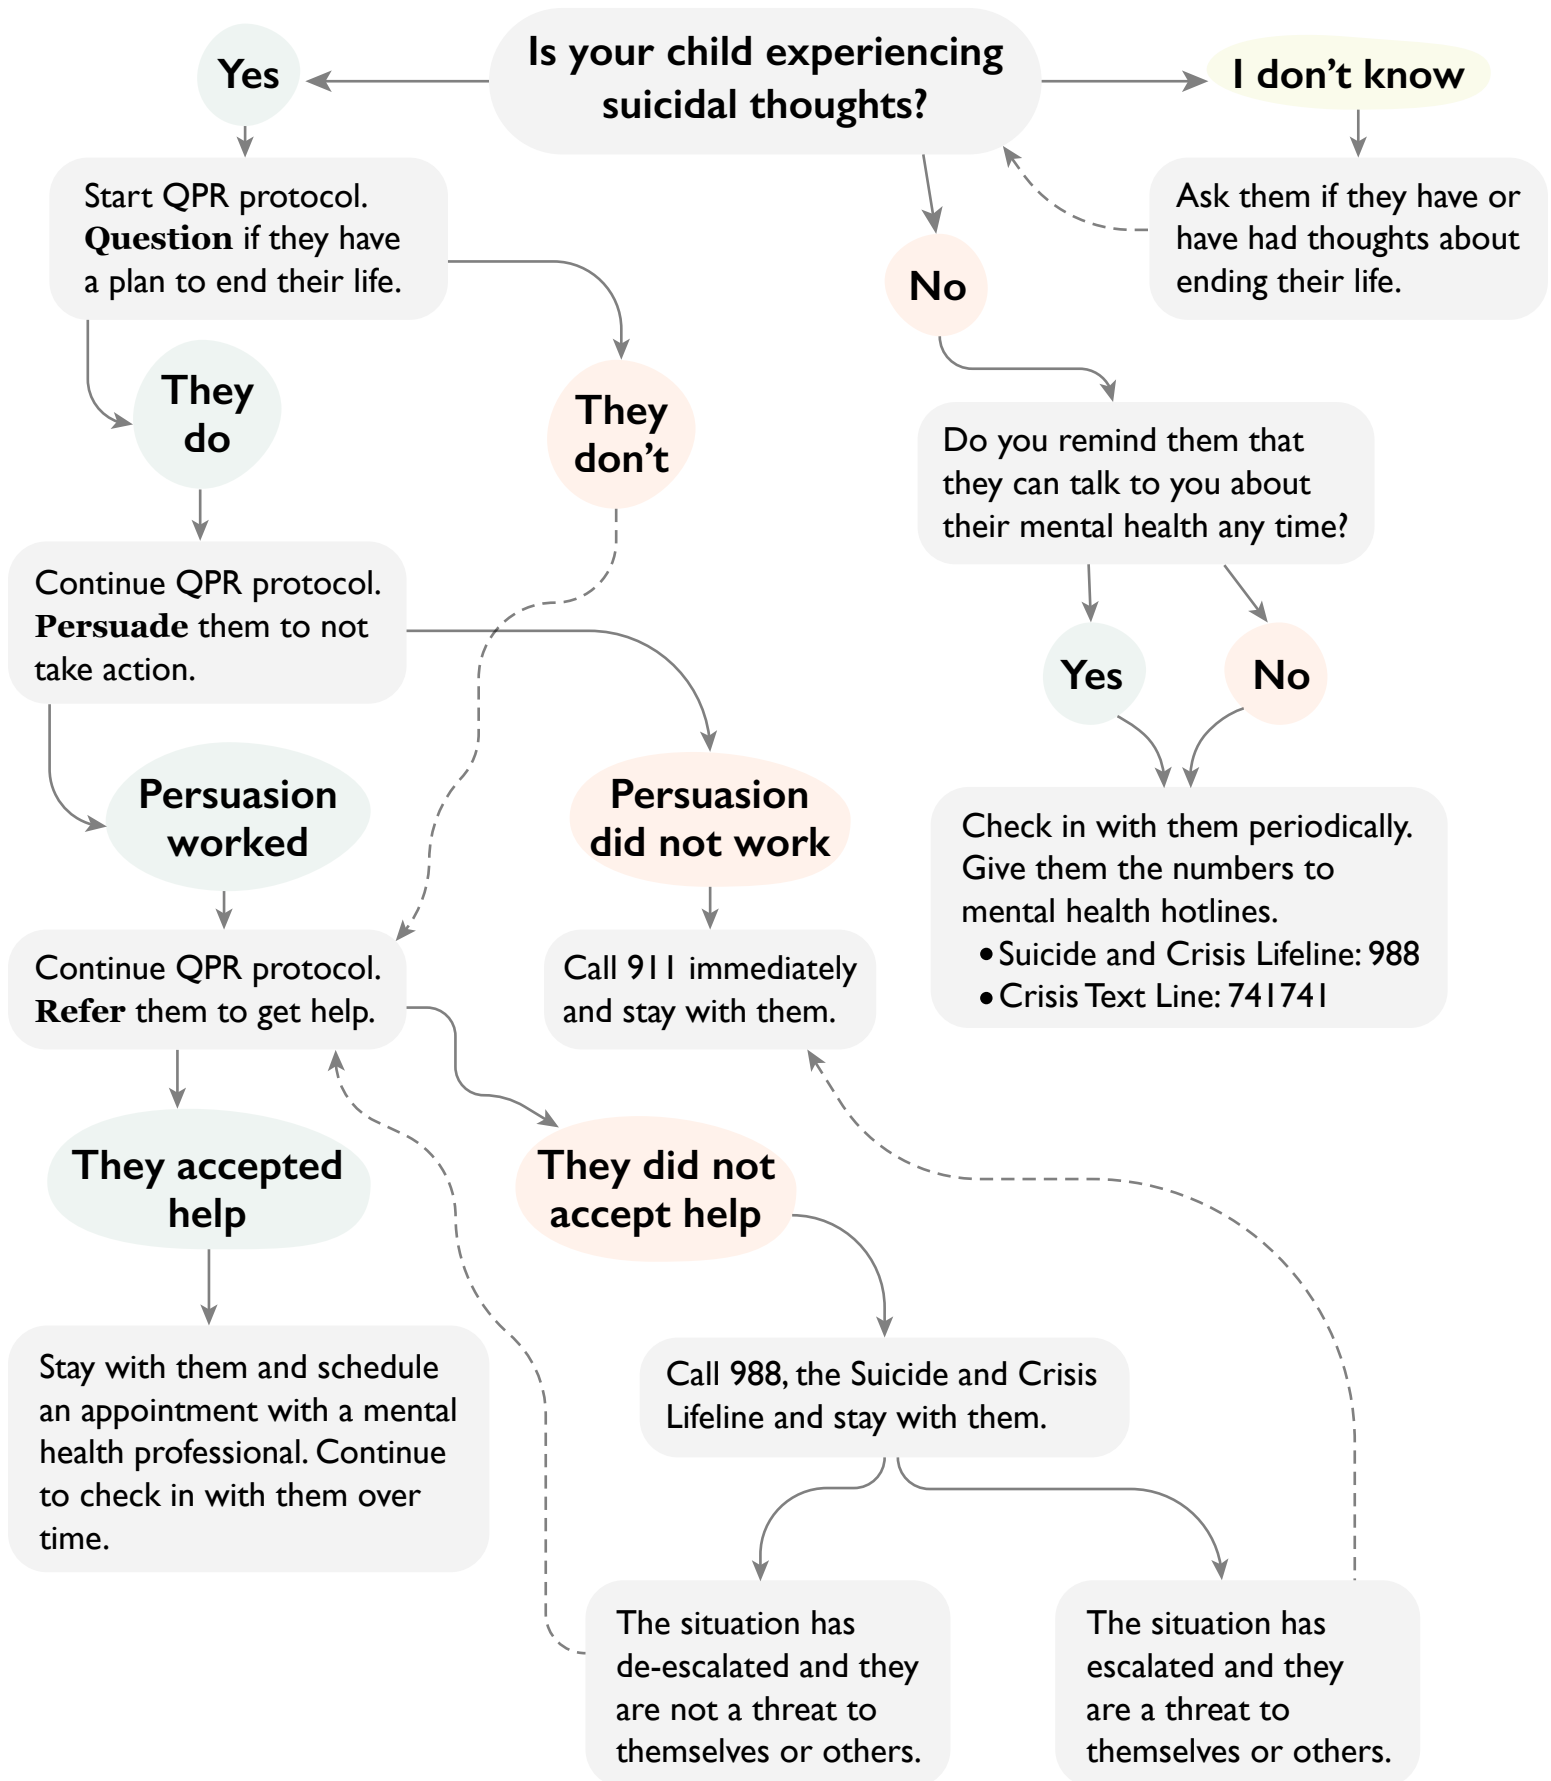 Is your child experiencing
suicidal thoughts?
Yes
I don't know
Start QPR protocol.
Question if they have
a plan to end their life.
Ask them if they have or
have had thoughts about
ending their life.
No
They
do
They
don't
Do you remind them that
they can talk to you about
their mental health any time?
Continue QPR protocol.
Persuade them to not
take action.
Yes
No
Persuasion
worked
Persuasion
did not work
Check in with them periodically.
Give them the numbers to
mental health hotlines.
• Suicide and Crisis Lifeline: 988
• Crisis Text Line: 741741
Continue QPR protocol.
Refer them to get help.
Call 911 immediately
and stay with them.
They accepted
help
They did not
accept help
Stay with them and schedule
an appointment with a mental
health professional. Continue
to check in with them over
time.
Call 988, the Suicide and Crisis
Lifeline and stay with them.
The situation has
de-escalated and they
are not a threat to
themselves or others.
The situation has
escalated and they
are a threat to
themselves or others.